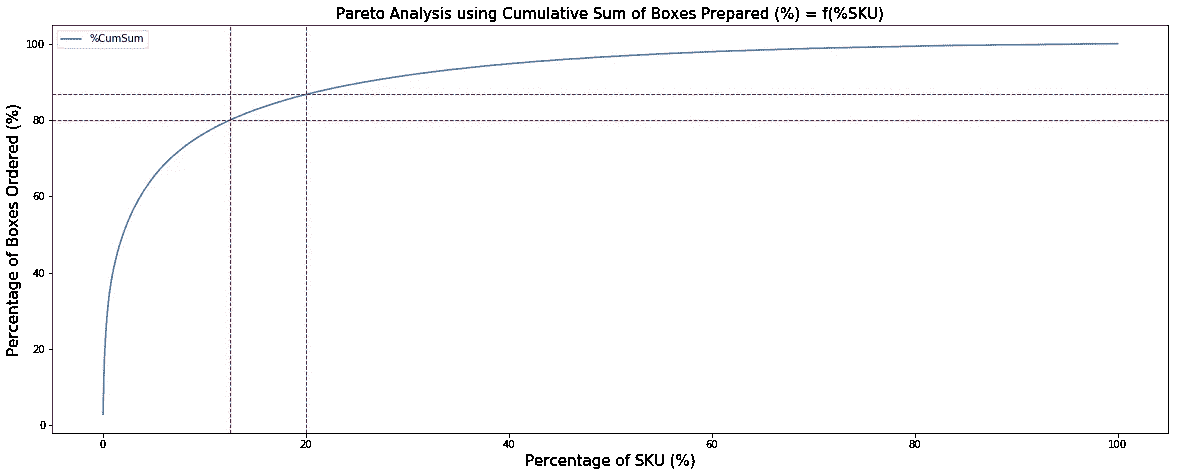 Pareto Analysis using Cumulative Sum of Boxes Prepared (%) = f(%SKU)
%CumSum
Percentage of Boxes Ordered (%)
100
80
60
40
20
0
0 20 40 60 80 100
Percentage of SKU (%)